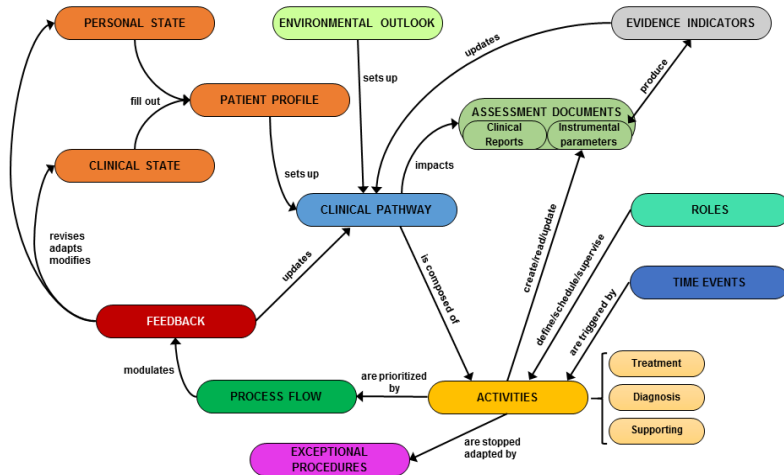 PERSONAL STATE
ENVIRONMENTAL OUTLOOK
EVIDENCE INDICATORS
updates
sets up
produce
fill out
PATIENT PROFILE
ASSESSMENT DOCUMENTS
Clinical
Reports
Instrumental
parameters
CLINICAL STATE
sets up
impacts
CLINICAL PATHWAY
ROLES
revises
adapts
modifies
updates
is composed of
create/read/update
define/schedule/supervise
TIME EVENTS
are triggered by
FEEDBACK
modulates
are prioritized
by
PROCESS FLOW
ACTIVITIES
Treatment
Diagnosis
Supporting
EXCEPTIONAL
PROCEDURES
are stopped
adapted by